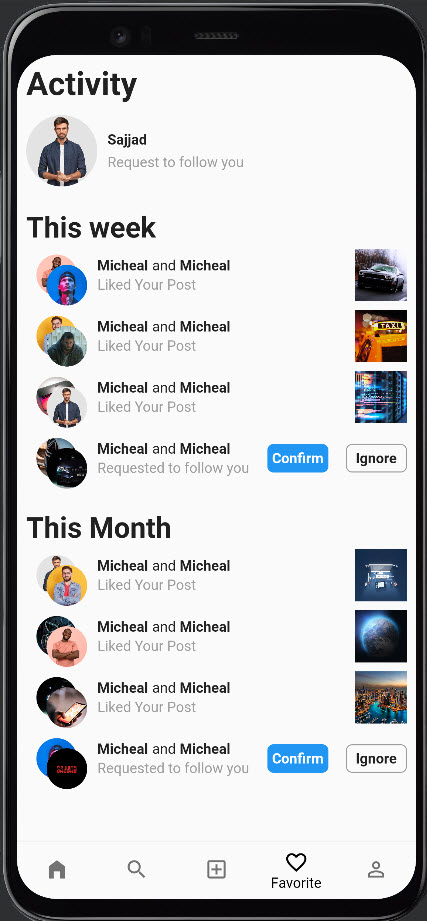 Activity
Sajjad
Request to follow you
This week
Micheal and Micheal
Liked Your Post
Micheal and Micheal
Liked Your Post
TAXI
Micheal and Micheal
Liked Your Post
Micheal and Micheal
Requested to follow you
Confirm
Ignore
This Month
Micheal and Micheal
Liked Your Post
Micheal and Micheal
Liked Your Post
Micheal and Micheal
Liked Your Post
Micheal and Micheal
Requested to follow you
Confirm
Ignore
Favorite